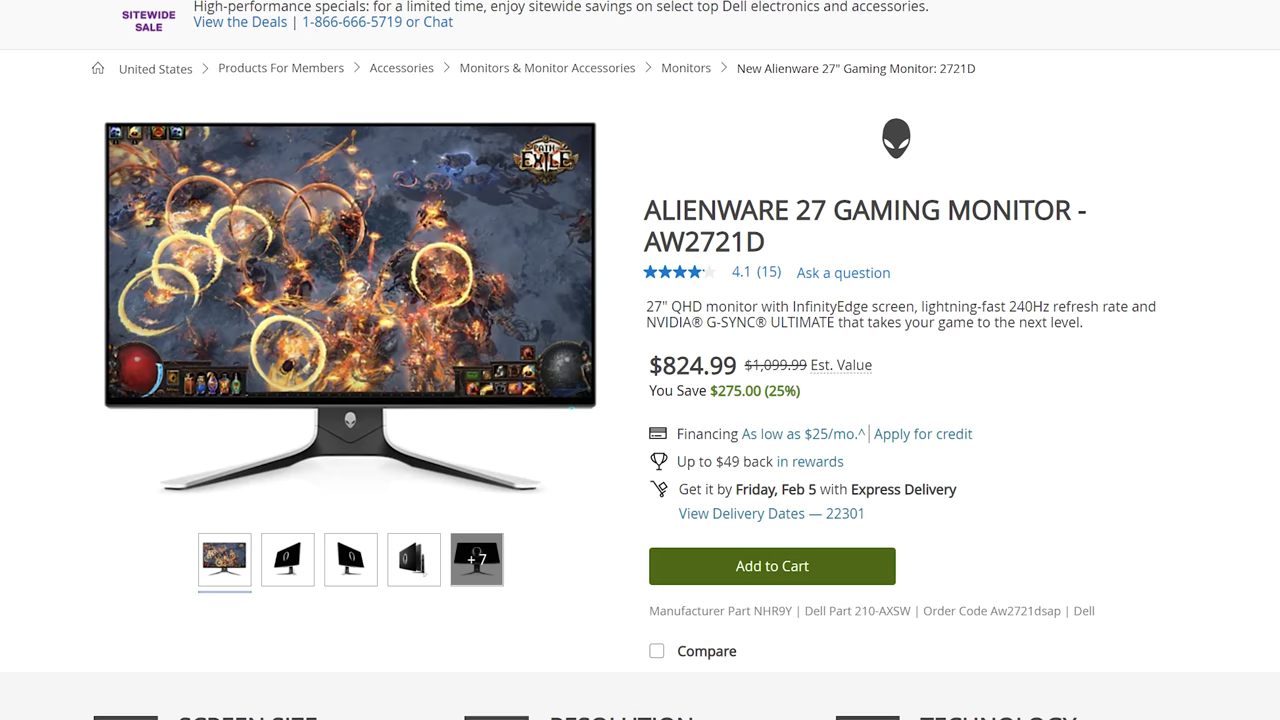 SITEWIDE
SALE
High-performance specials: for a limited time, enjoy sitewide savings on select top Dell electronics and accessories.
View the Deals | 1-866-666-5719 or Chat
United States
Products For Members
Accessories
Monitors & Monitor Accessories
Monitors
New Alienware 27" Gaming Monitor: 2721D
PATH
OF
EXILE
ALIENWARE 27 GAMING MONITOR -
AW2721D
4.1 (15) Ask a question
27" QHD monitor with InfinityEdge screen, lightning-fast 240Hz refresh rate and
NVIDIA® G-SYNC® ULTIMATE that takes your game to the next level.
$824.99 $1,099.99 Est. Value
You Save $275.00 (25%)
Financing As low as $25/mo.^ | Apply for credit
Up to $49 back in rewards
Get it by Friday, Feb 5 with Express Delivery
View Delivery Dates — 22301
+ 7
Add to Cart
Manufacturer Part NHR9Y | Dell Part 210-AXSW | Order Code Aw2721dsap | Dell
Compare
SCREEN SIZE
RESOLUTION
TECHNOLOGY